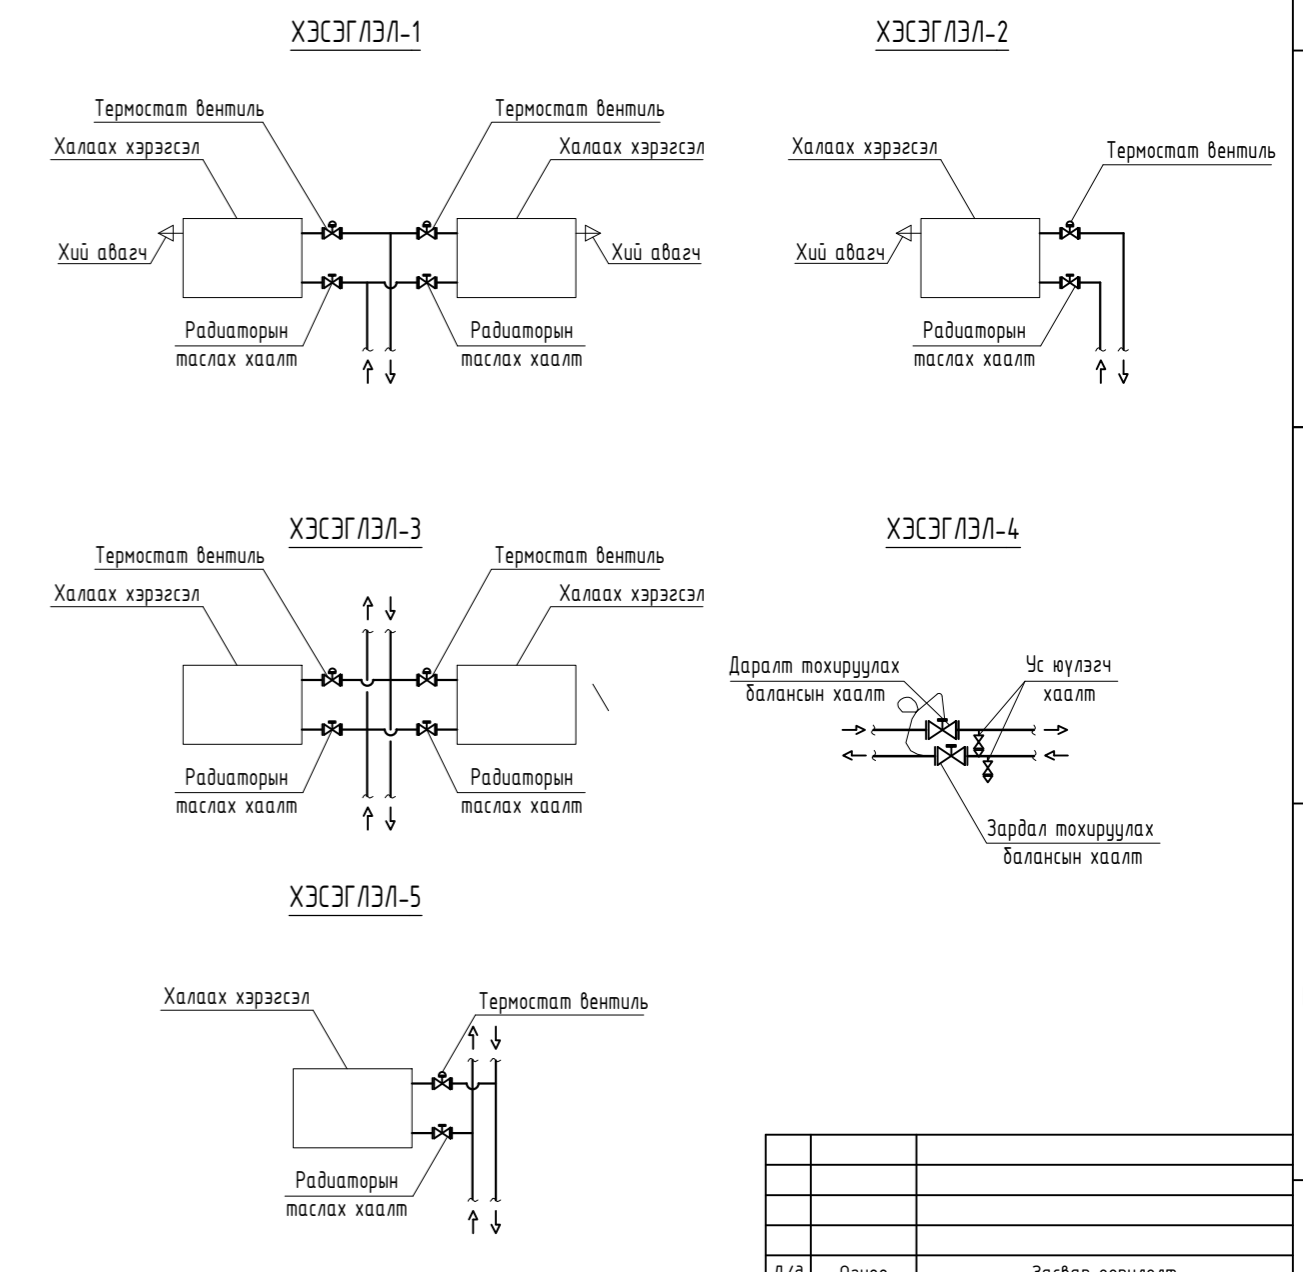 ХЭСЭГЛЭЛ-1
Термостат вентиль
Термостат вентиль
Халаах хэрэгсэл
Халаах хэрэгсэл
Хий авагч
Хий авагч
Радиаторын
таслах хаалт
Радиаторын
таслах хаалт
ХЭСЭГЛЭЛ-2
Халаах хэрэгсэл
Термостат вентиль
Хий авагч
Радиаторын
таслах хаалт
ХЭСЭГЛЭЛ-3
Термостат вентиль
Термостат вентиль
Халаах хэрэгсэл
Халаах хэрэгсэл
Радиаторын
таслах хаалт
Радиаторын
таслах хаалт
ХЭСЭГЛЭЛ-4
Даралт тохируулах
балансын хаалт
Ус юүлэгч
хаалт
Зардал тохируулах
балансын хаалт
ХЭСЭГЛЭЛ-5
Халаах хэрэгсэл
Термостат вентиль
Радиаторын
таслах хаалт